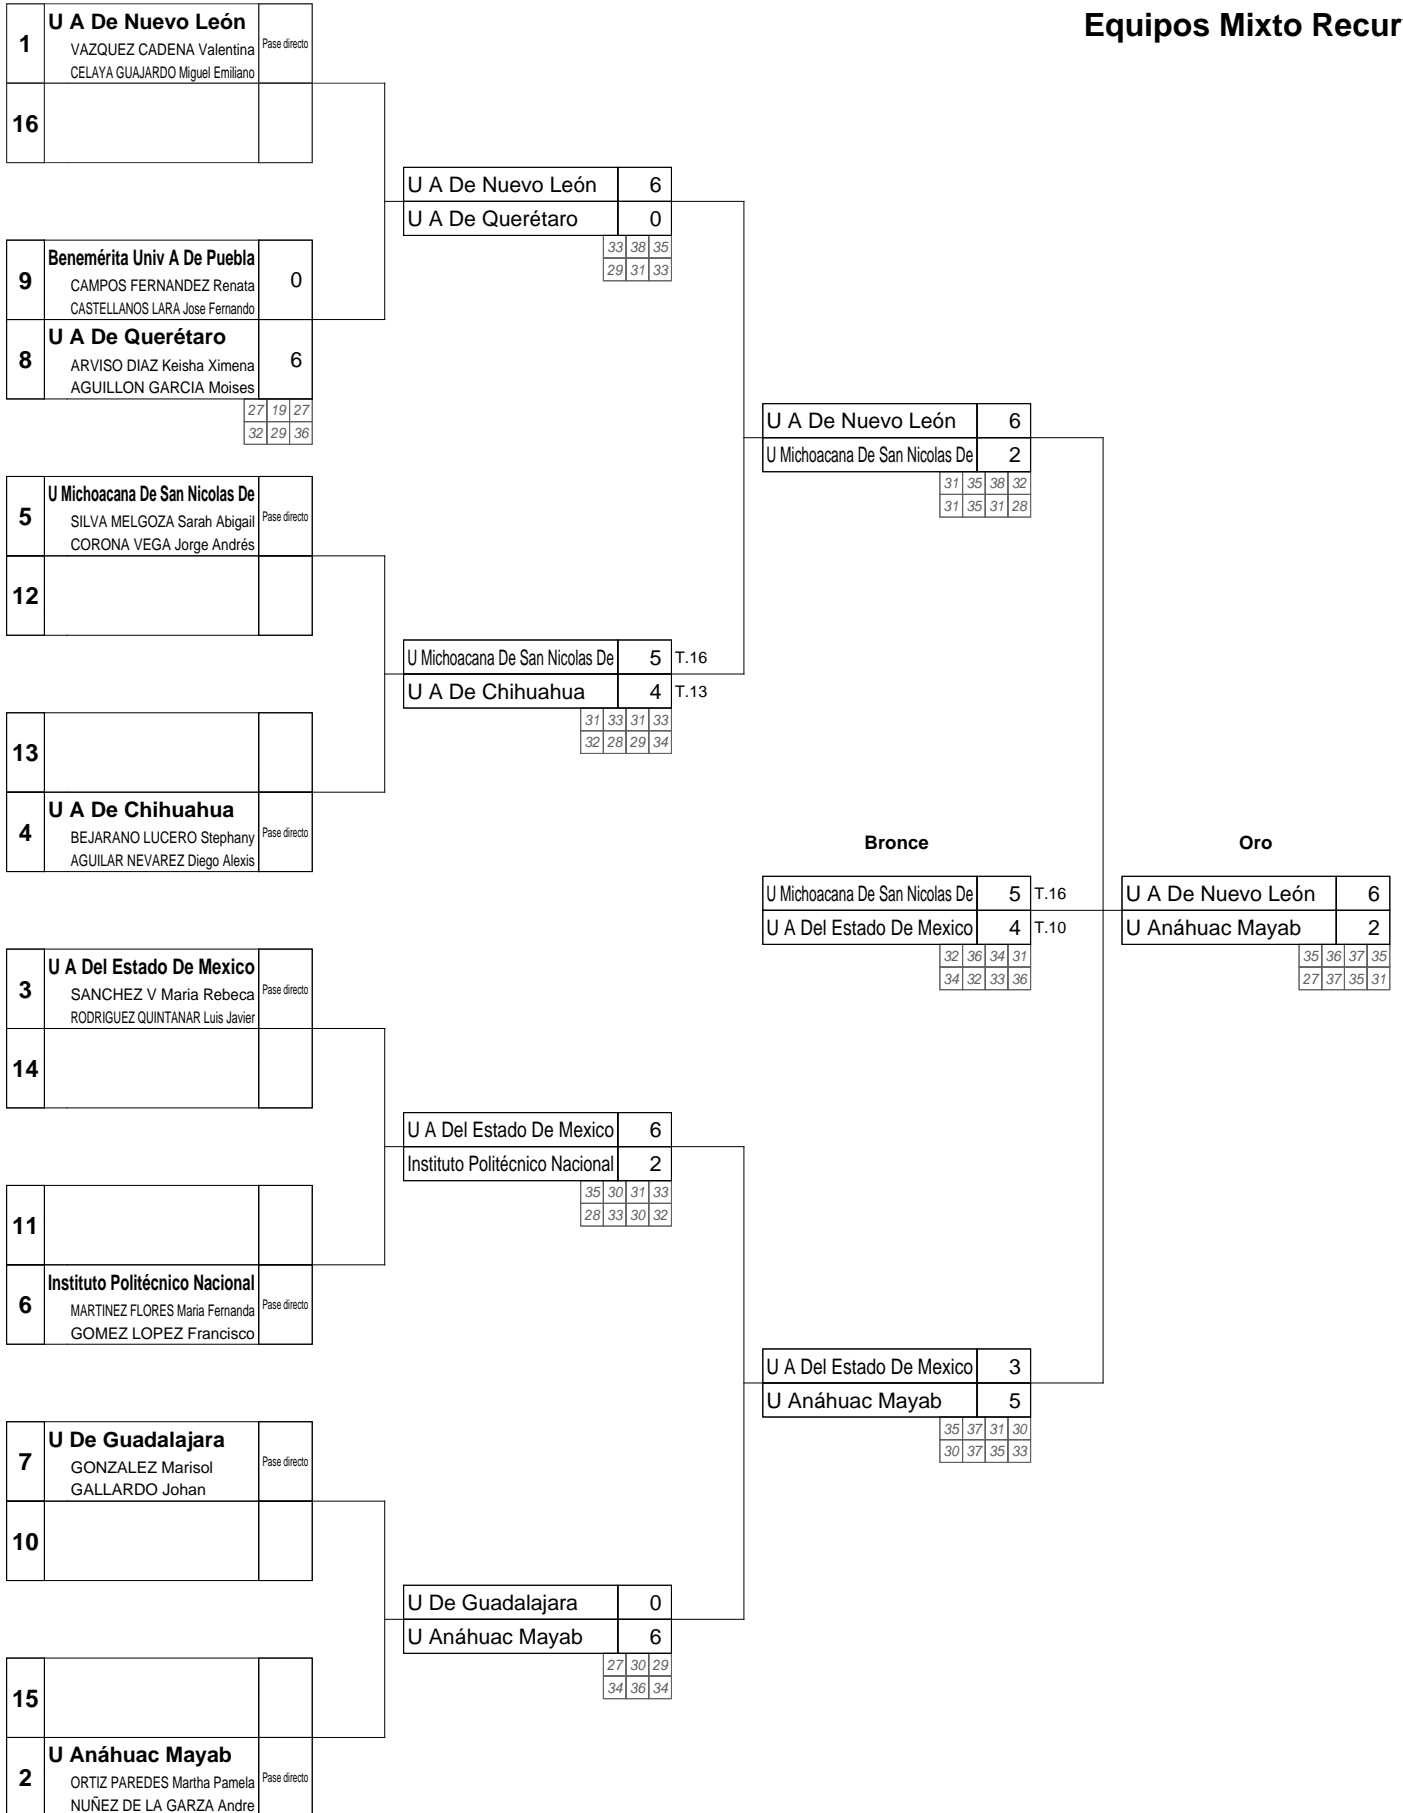 Equipos Mixto Recur
1
U A De Nuevo León
VAZQUEZ CADENA Valentina
CELAYA GUAJARDO Miguel Emiliano
Pase directo
16
9
Benemérita Univ A De Puebla
CAMPOS FERNANDEZ Renata
CASTELLANOS LARA Jose Fernando
0
8
U A De Querétaro
ARVISO DIAZ Keisha Ximena
AGUILLON GARCIA Moises
6
27 19 27
32 29 36
5
U Michoacana De San Nicolas De
SILVA MELGOZA Sarah Abigail
CORONA VEGA Jorge Andrés
Pase directo
12
13
4
U A De Chihuahua
BEJARANO LUCERO Stephany
AGUILAR NEVAREZ Diego Alexis
Pase directo
3
U A Del Estado De Mexico
SANCHEZ V Maria Rebeca
RODRIGUEZ QUINTANAR Luis Javier
Pase directo
14
11
6
Instituto Politécnico Nacional
MARTINEZ FLORES Maria Fernanda
GOMEZ LOPEZ Francisco
Pase directo
7
U De Guadalajara
GONZALEZ Marisol
GALLARDO Johan
Pase directo
10
15
2
U Anáhuac Mayab
ORTIZ PAREDES Martha Pamela
NUÑEZ DE LA GARZA Andre
Pase directo
U A De Nuevo León 6
U A De Querétaro 0
33 38 35
29 31 33
U Michoacana De San Nicolas De 5 T.16
U A De Chihuahua 4 T.13
31 33 31 33
32 28 29 34
U A Del Estado De Mexico 6
Instituto Politécnico Nacional 2
35 30 31 33
28 33 30 32
U De Guadalajara 0
U Anáhuac Mayab 6
27 30 29
34 36 34
U A De Nuevo León 6
U Michoacana De San Nicolas De 2
31 35 38 32
31 35 31 28
U A Del Estado De Mexico 3
U Anáhuac Mayab 5
35 37 31 30
30 37 35 33
Bronce
U Michoacana De San Nicolas De 5 T.16
U A Del Estado De Mexico 4 T.10
32 36 34 31
34 32 33 36
Oro
U A De Nuevo León 6
U Anáhuac Mayab 2
35 36 37 35
27 37 35 31